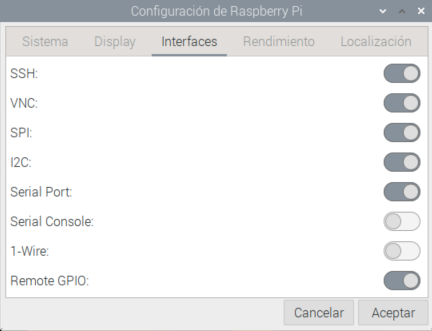 Configuración de Raspberry Pi
Sistema Display Interfaces Rendimiento Localización
SSH:
VNC:
SPI:
I2C:
Serial Port:
Serial Console:
1-Wire:
Remote GPIO:
Cancelar Aceptar